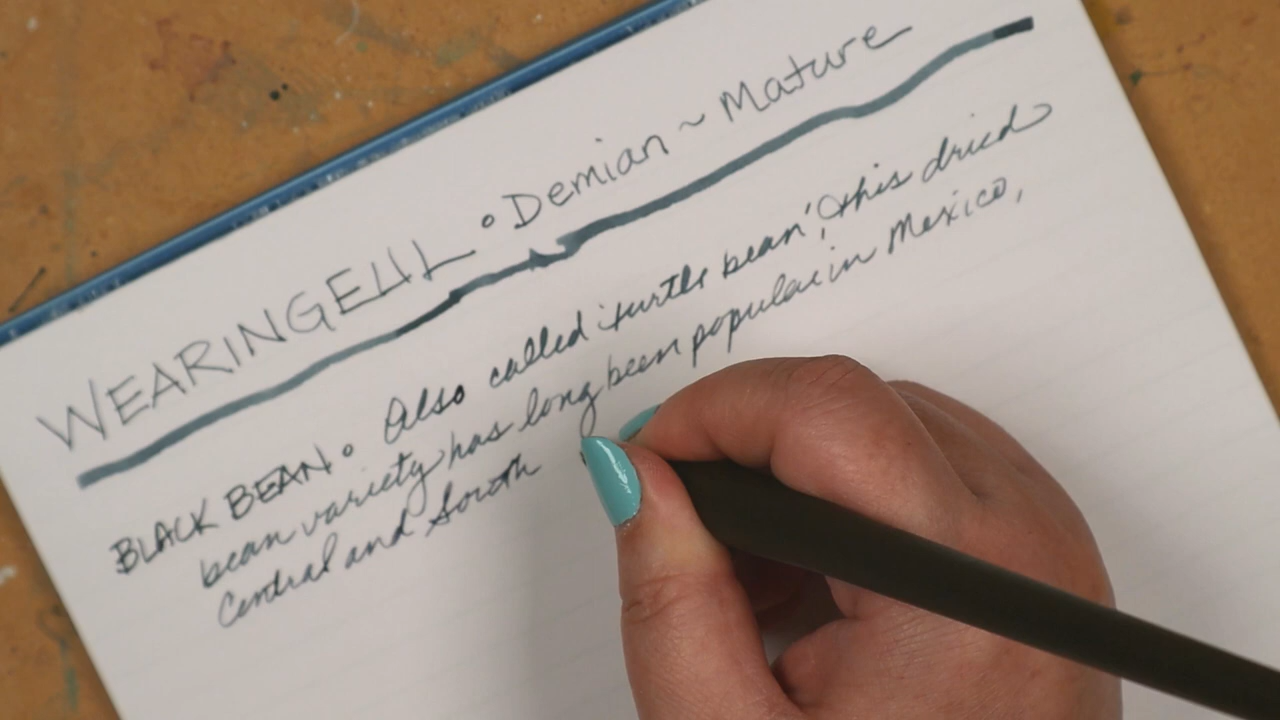 WEARINGEUL • Demian ~ Mature
BLACK BEAN • Also called 'turtle bean', this dried
bean variety has long been popular in Mexico,
Central and South